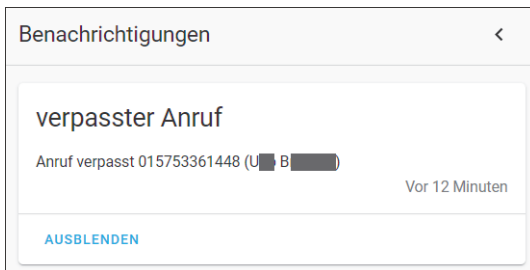 Benachrichtigungen
verpasster Anruf
Anruf verpasst 015753361448 (
Vor 12 Minuten
AUSBLENDEN